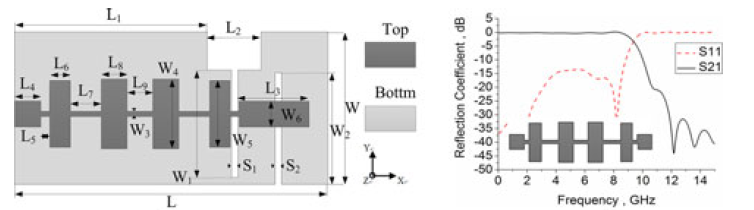 L1
L2
L6
L8
W4
L4
L7
L9
L3
W3
W6
W5
L5
W1
S1
S2
W2
W
L
Top
Bottm
Y
Z
X
Reflection Coefficient , dB
5
0
-5
-10
-15
-20
-25
-30
-35
-40
-45
-50
S11
S21
0 2 4 6 8 10 12 14
Frequency , GHz